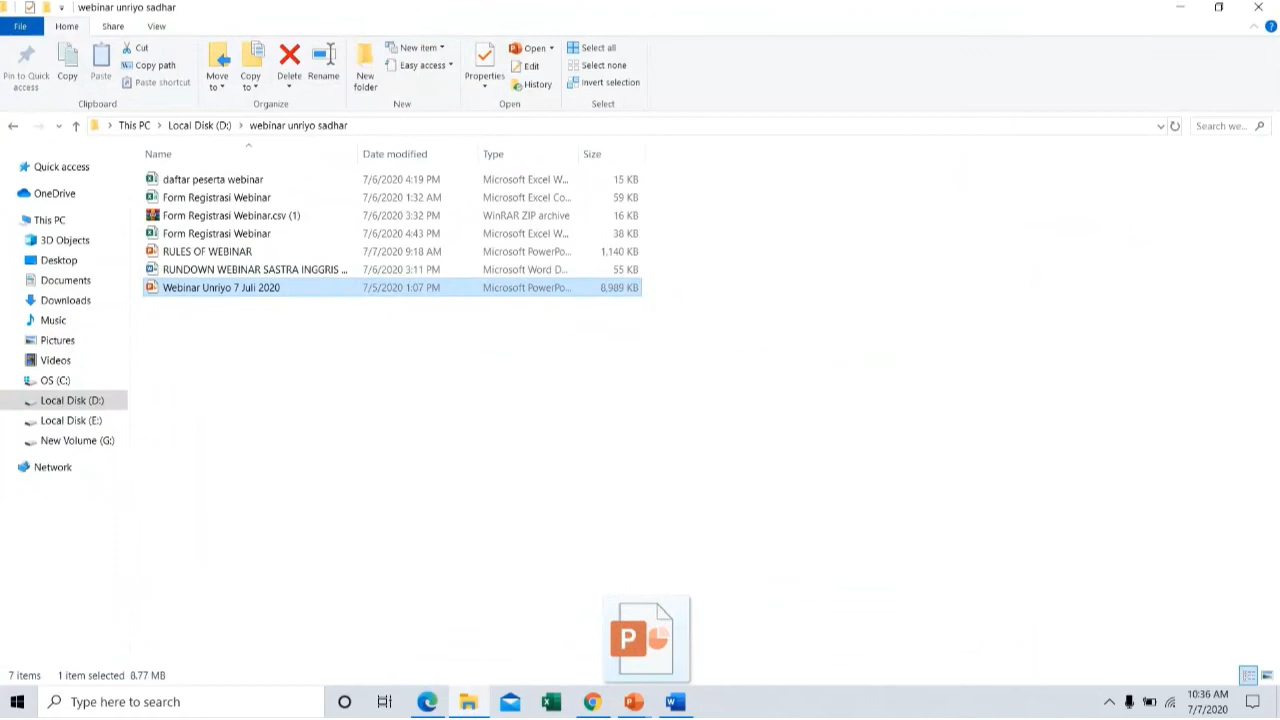 webinar unriyo sadhar
File Home Share View
Pin to Quick access
Copy
Paste
Cut
Copy path
Paste shortcut
Clipboard
Move to
Copy to
Delete
Rename
Organize
New folder
New item
Easy access
New
Properties
Open
Edit
History
Open
Select all
Select none
Invert selection
Select
This PC > Local Disk (D:) > webinar unriyo sadhar
Search we...
Name Date modified Type Size
daftar peserta webinar 7/6/2020 4:19 PM Microsoft Excel W... 15 KB
Form Registrasi Webinar 7/6/2020 1:32 AM Microsoft Excel Co... 59 KB
Form Registrasi Webinar.csv (1) 7/6/2020 3:32 PM WinRAR ZIP archive 16 KB
Form Registrasi Webinar 7/6/2020 4:43 PM Microsoft Excel W... 38 KB
RULES OF WEBINAR 7/7/2020 9:18 AM Microsoft PowerPo... 1,140 KB
RUNDOWN WEBINAR SASTRA INGGRIS ... 7/6/2020 3:11 PM Microsoft Word D... 55 KB
Webinar Unriyo 7 Juli 2020 7/5/2020 1:07 PM Microsoft PowerPo... 8,989 KB
Quick access
OneDrive
This PC
3D Objects
Desktop
Documents
Downloads
Music
Pictures
Videos
OS (C:)
Local Disk (D:)
Local Disk (E:)
New Volume (G:)
Network
P
7 items 1 item selected 8.77 MB
Type here to search
10:36 AM
7/7/2020